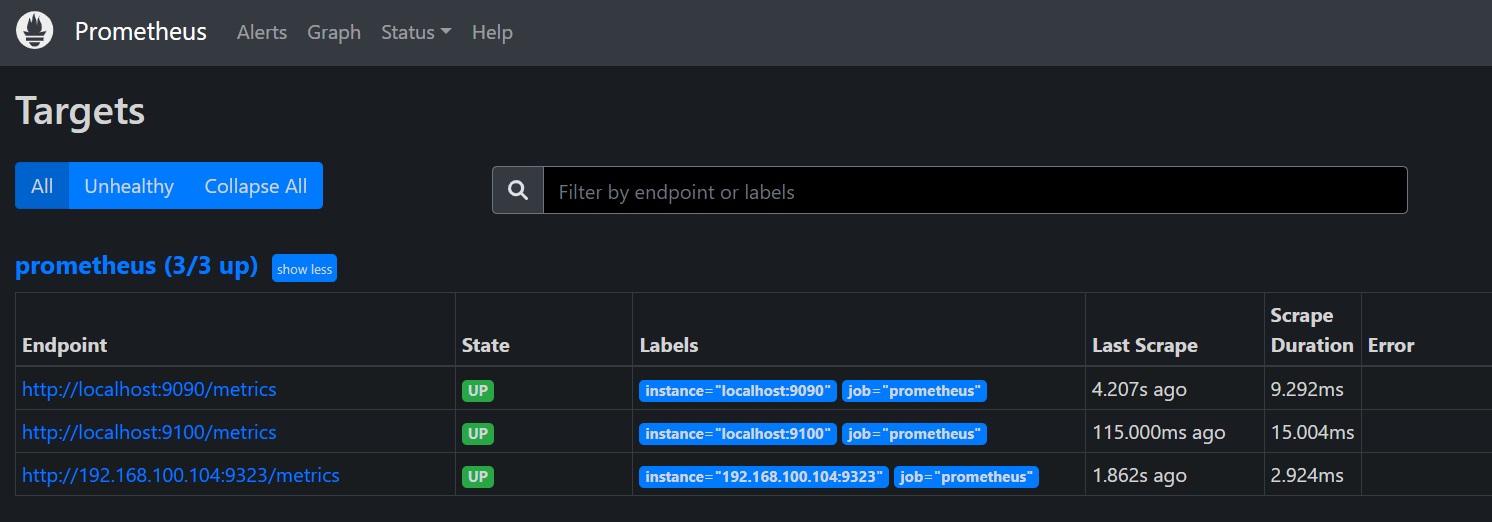 Prometheus Alerts Graph Status Help
Targets
All Unhealthy Collapse All Filter by endpoint or labels
prometheus (3/3 up) show less
Endpoint State Labels Last Scrape Scrape Duration Error
http://localhost:9090/metrics UP instance="localhost:9090" job="prometheus" 4.207s ago 9.292ms
http://localhost:9100/metrics UP instance="localhost:9100" job="prometheus" 115.000ms ago 15.004ms
http://192.168.100.104:9323/metrics UP instance="192.168.100.104:9323" job="prometheus" 1.862s ago 2.924ms